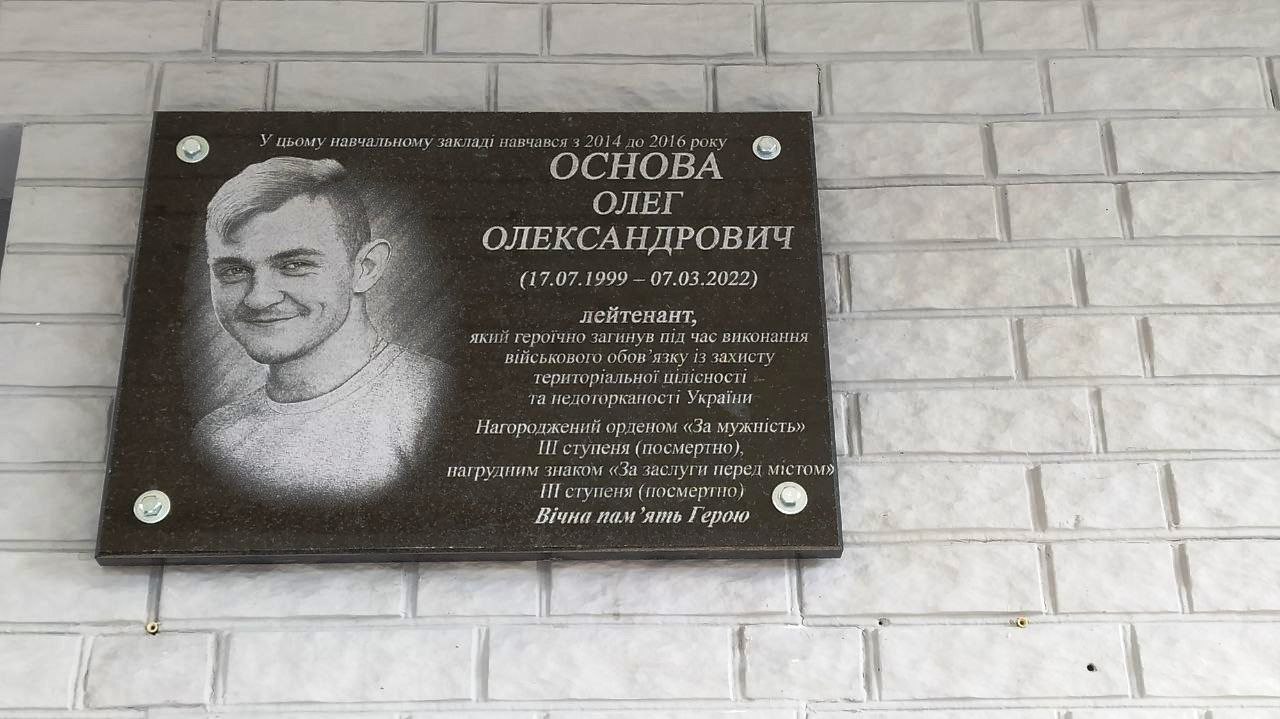 У цьому навчальному закладі навчався з 2014 до 2016 року
ОСНОВА
ОЛЕГ
ОЛЕКСАНДРОВИЧ
(17.07.1999 – 07.03.2022)
лейтенант,
який героїчно загинув під час виконання
військового обов’язку із захисту
територіальної цілісності
та недоторканості України
Нагороджений орденом «За мужність»
ІІІ ступеня (посмертно),
нагрудним знаком «За заслуги перед містом»
ІІІ ступеня (посмертно)
Вічна пам’ять Герою